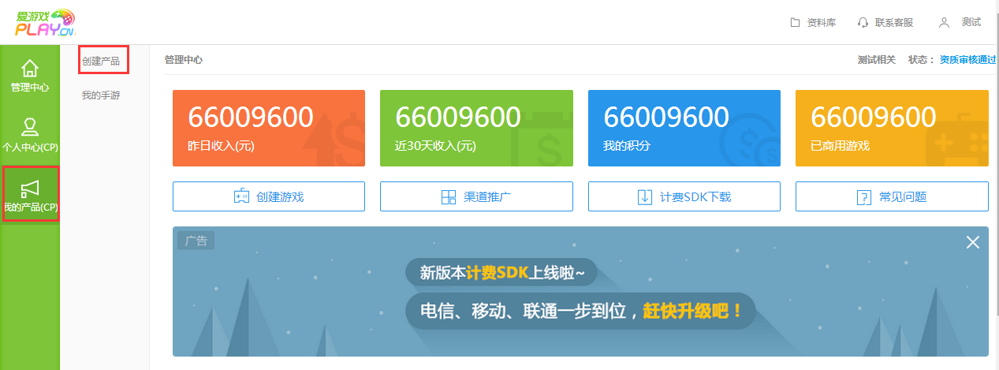 爱游戏
PLAY.CN
资料库
联系客服
测试
管理中心
个人中心(CP)
我的产品(CP)
创建产品
我的手游
管理中心
测试相关 状态： 资质审核通过
66009600
昨日收入(元)
66009600
近30天收入(元)
66009600
我的积分
66009600
已商用游戏
创建游戏
渠道推广
计费SDK下载
常见问题
广告
新版本计费SDK上线啦~
电信、移动、联通一步到位，赶快升级吧！